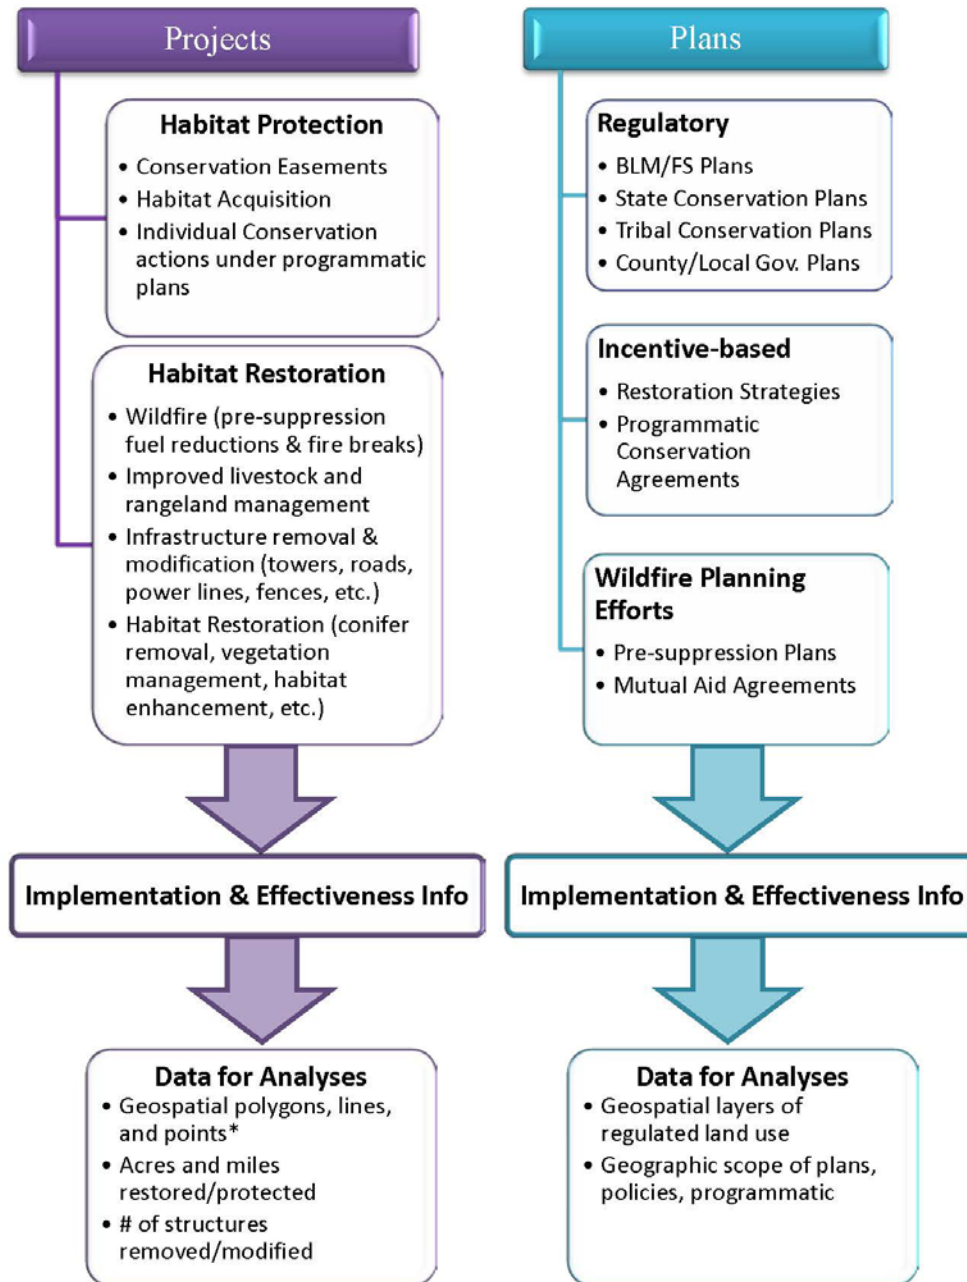 Projects
Habitat Protection
• Conservation Easements
• Habitat Acquisition
• Individual Conservation
actions under programmatic
plans
Habitat Restoration
• Wildfire (pre-suppression
fuel reductions & fire breaks)
• Improved livestock and
rangeland management
• Infrastructure removal &
modification (towers, roads,
power lines, fences, etc.)
• Habitat Restoration (conifer
removal, vegetation
management, habitat
enhancement, etc.)
Implementation & Effectiveness Info
Data for Analyses
• Geospatial polygons, lines,
and points*
• Acres and miles
restored/protected
• # of structures
removed/modified
Plans
Regulatory
• BLM/FS Plans
• State Conservation Plans
• Tribal Conservation Plans
• County/Local Gov. Plans
Incentive-based
• Restoration Strategies
• Programmatic
Conservation
Agreements
Wildfire Planning
Efforts
• Pre-suppression Plans
• Mutual Aid Agreements
Implementation & Effectiveness Info
Data for Analyses
• Geospatial layers of
regulated land use
• Geographic scope of plans,
policies, programmatic